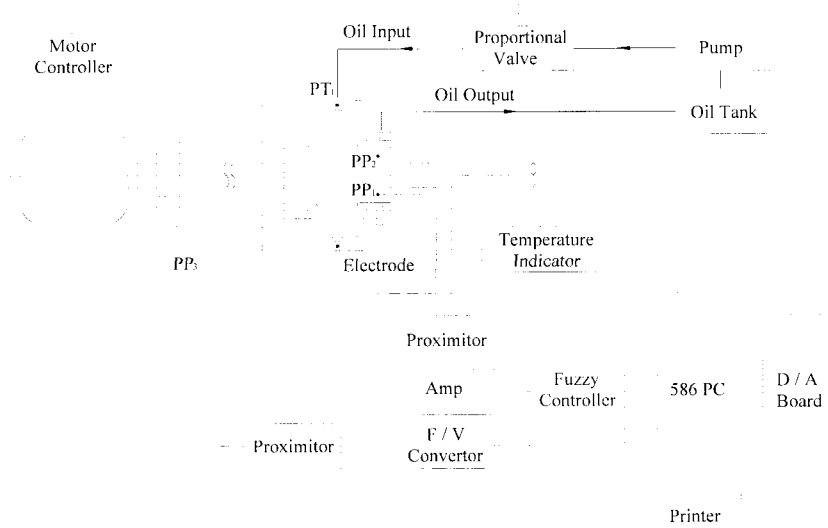 Motor
Controller
Oil Input
Proportional
Valve
Pump
PT1
Oil Output
Oil Tank
PP2
PP1
PP3
Electrode
Temperature
Indicator
Proximitor
Amp
Fuzzy
Controller
586 PC
D / A
Board
Proximitor
F / V
Convertor
Printer